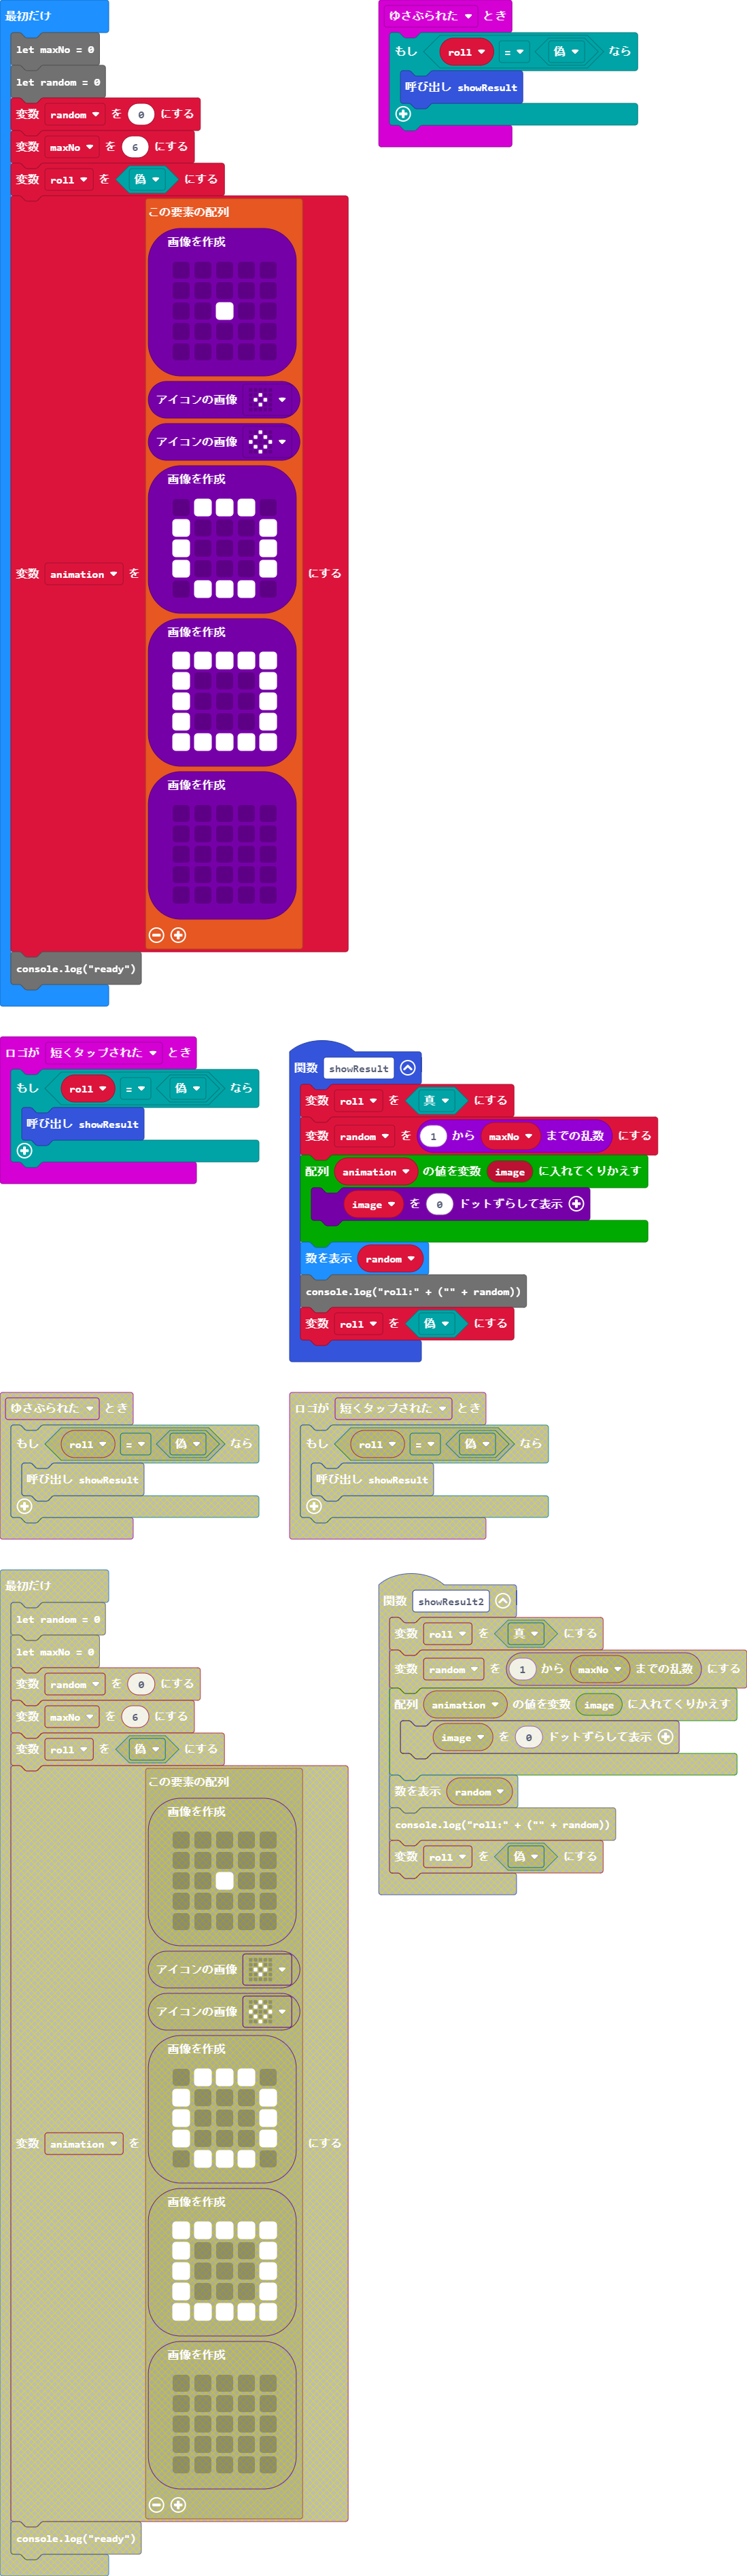 最初だけ
let maxNo = 0
let random = 0
変数 random を 0 にする
変数 maxNo を 6 にする
変数 roll を 偽 にする
変数 animation を この要素の配列 にする
画像を作成
アイコンの画像
アイコンの画像
画像を作成
画像を作成
画像を作成
console.log("ready")
ゆさぶられた とき
もし roll = 偽 なら
呼び出し showResult
ロゴが 短くタップされた とき
もし roll = 偽 なら
呼び出し showResult
関数 showResult
変数 roll を 真 にする
変数 random を 1 から maxNo までの乱数 にする
配列 animation の値を変数 image に入れてくりかえす
image を 0 ドットずらして表示
数を表示 random
console.log("roll:" + ("" + random))
変数 roll を 偽 にする
ゆさぶられた とき
もし roll = 偽 なら
呼び出し showResult
ロゴが 短くタップされた とき
もし roll = 偽 なら
呼び出し showResult
最初だけ
let random = 0
let maxNo = 0
変数 random を 0 にする
変数 maxNo を 6 にする
変数 roll を 偽 にする
変数 animation を この要素の配列 にする
画像を作成
アイコンの画像
アイコンの画像
画像を作成
画像を作成
画像を作成
console.log("ready")
関数 showResult2
変数 roll を 真 にする
変数 random を 1 から maxNo までの乱数 にする
配列 animation の値を変数 image に入れてくりかえす
image を 0 ドットずらして表示
数を表示 random
console.log("roll:" + ("" + random))
変数 roll を 偽 にする